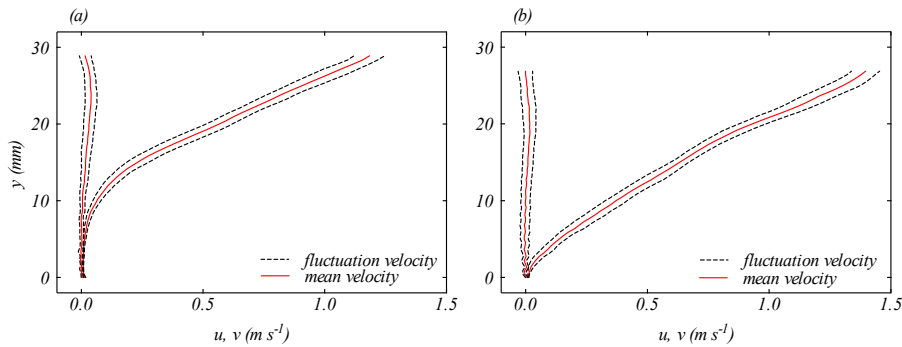 (a)
30
20
10
0
y (mm)
fluctuation velocity
mean velocity
0.0 0.5 1.0 1.5
u, v (m s-1)
(b)
30
20
10
0
fluctuation velocity
mean velocity
0.0 0.5 1.0 1.5
u, v (m s-1)